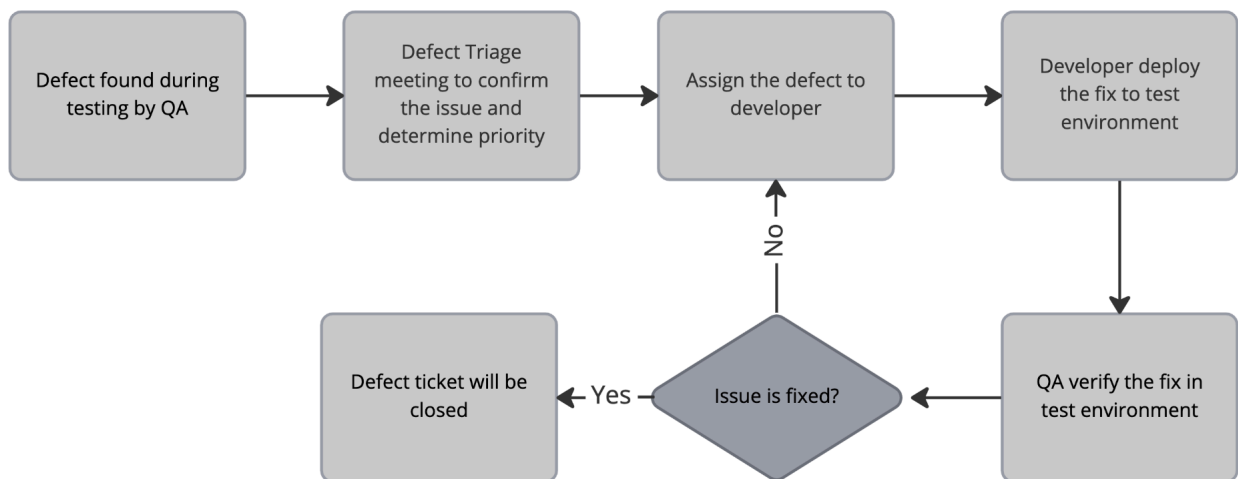 Defect found during
testing by QA
Defect Triage
meeting to confirm
the issue and
determine priority
Assign the defect to
developer
Developer deploy
the fix to test
environment
No
Defect ticket will be
closed
Yes
Issue is fixed?
QA verify the fix in
test environment